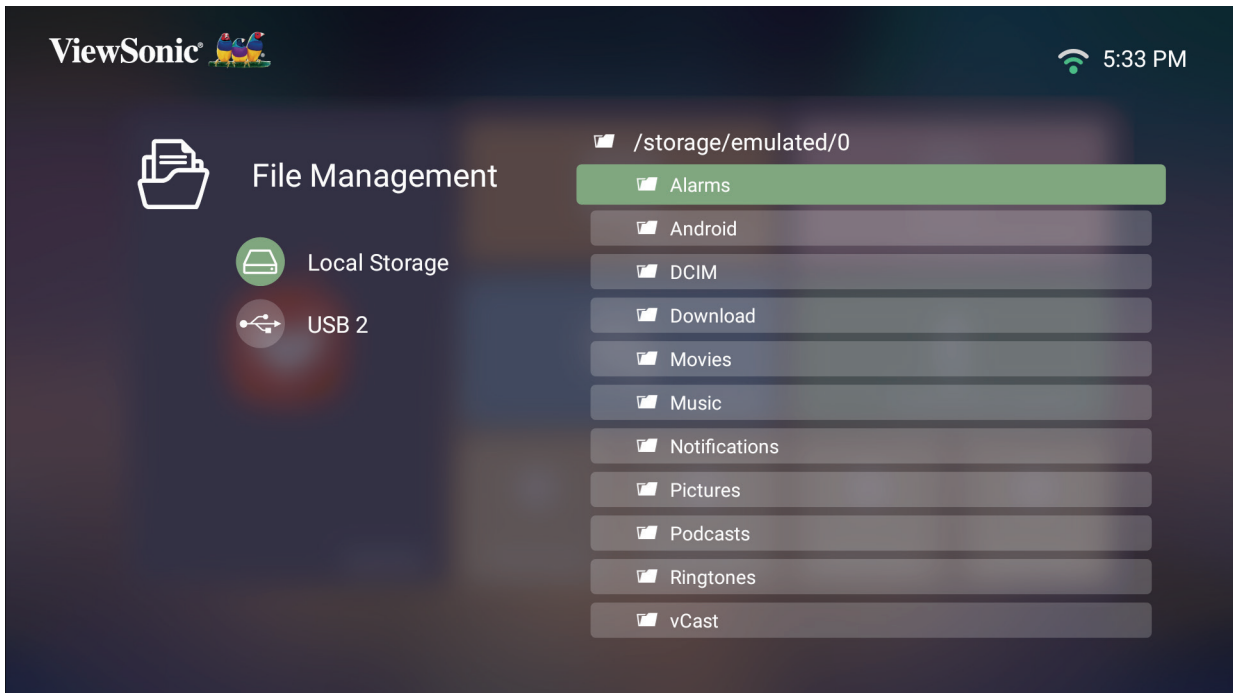 ViewSonic
5:33 PM
File Management
Local Storage
USB 2
/storage/emulated/0
Alarms
Android
DCIM
Download
Movies
Music
Notifications
Pictures
Podcasts
Ringtones
vCast